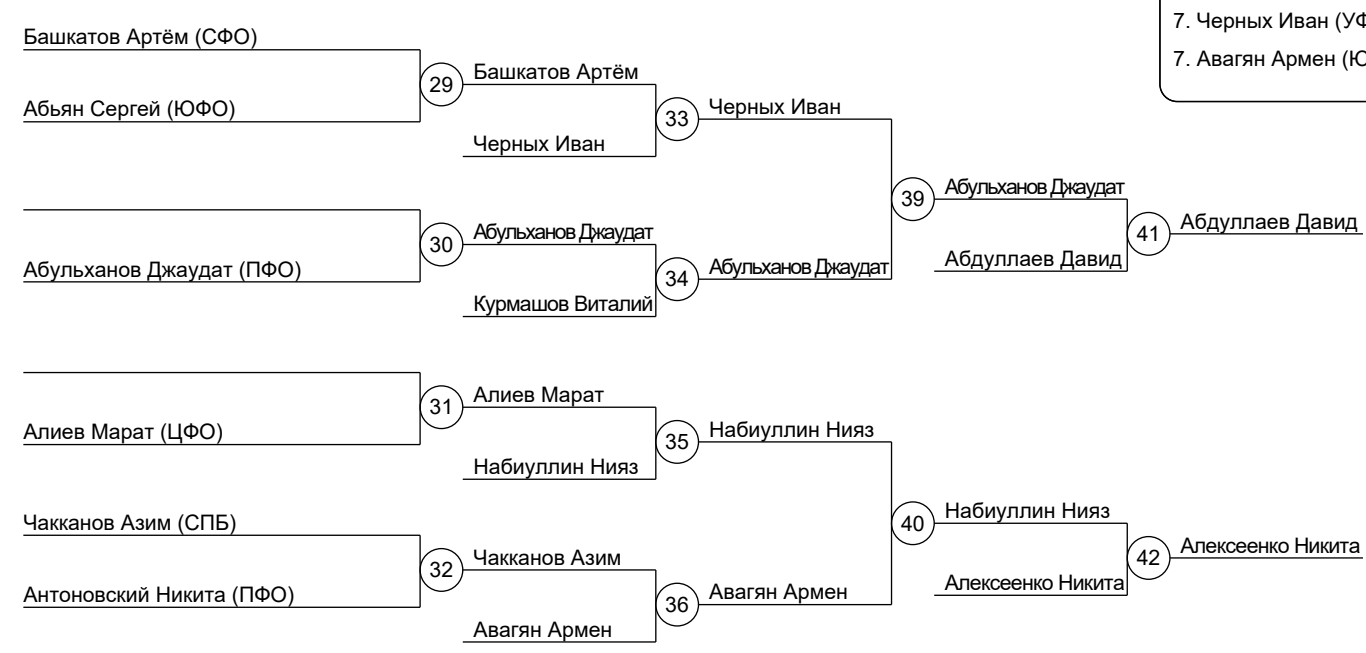 7. Черных Иван (УФ
7. Авагян Армен (Ю
Башкатов Артём (СФО)
29
Башкатов Артём
Абьян Сергей (ЮФО)
33
Черных Иван
Черных Иван
39
Абульханов Джаудат
30
Абульханов Джаудат
41
Абдуллаев Давид
Абульханов Джаудат (ПФО)
34
Абульханов Джаудат
Абдуллаев Давид
Курмашов Виталий
31
Алиев Марат
Алиев Марат (ЦФО)
35
Набиуллин Нияз
Набиуллин Нияз
40
Набиуллин Нияз
Чакканов Азим (СПБ)
32
Чакканов Азим
42
Алексеенко Никита
Антоновский Никита (ПФО)
36
Авагян Армен
Алексеенко Никита
Авагян Армен